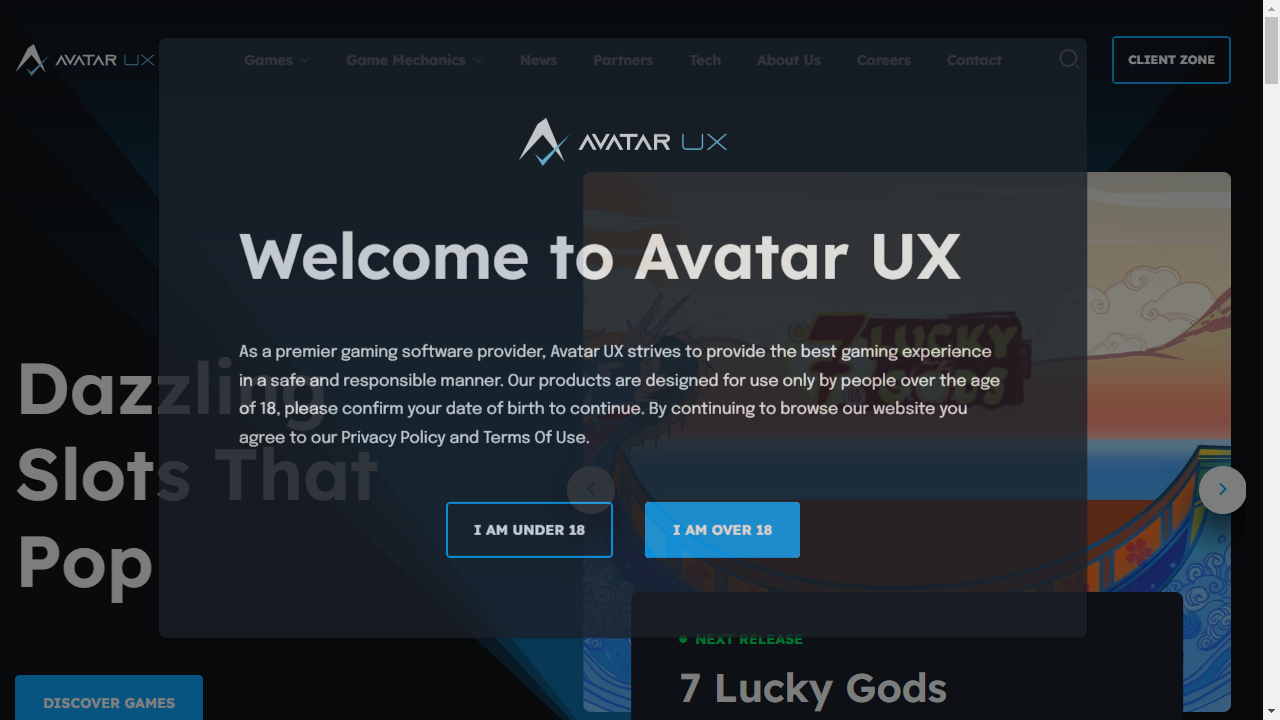 AVATAR UX
Games
Game Mechanics
News
Partners
Tech
About Us
Careers
Contact
CLIENT ZONE
AVATAR UX
Welcome to Avatar UX
As a premier gaming software provider, Avatar UX strives to provide the best gaming experience
in a safe and responsible manner. Our products are designed for use only by people over the age
of 18, please confirm your date of birth to continue. By continuing to browse our website you
agree to our Privacy Policy and Terms Of Use.
I AM UNDER 18
I AM OVER 18
Dazzling
Slots That
Pop
DISCOVER GAMES
7 LUCKY
GODS
NEXT RELEASE
7 Lucky Gods